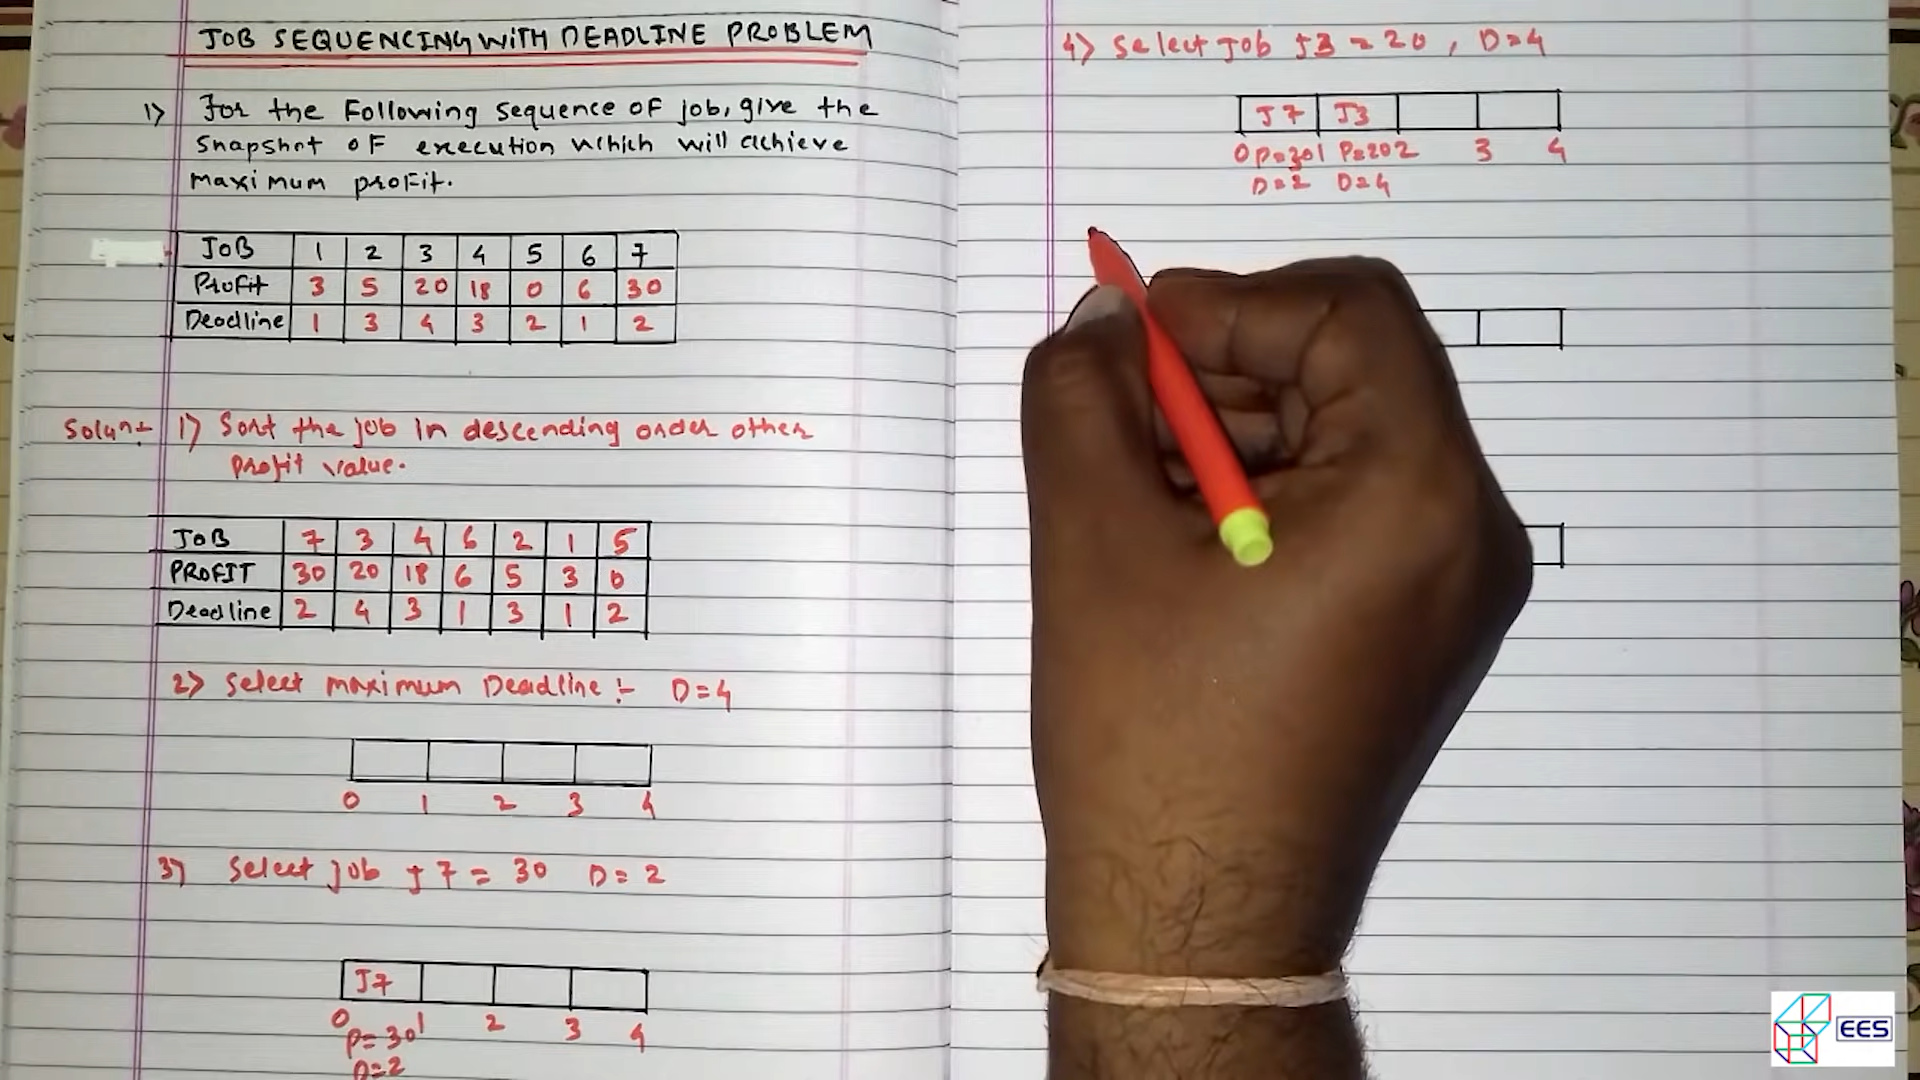 JOB SEQUENCING WITH DEADLINE PROBLEM
1) For the Following sequence OF job, give the
snapshot OF execution which will achieve
maximum profit.
JOB 1 2 3 4 5 6 7
Profit 3 5 20 18 0 6 30
Deadline 1 3 4 3 2 1 2
Soln:- 1) Sort the job in descending order other
profit value.
JOB 7 3 4 6 2 1 5
PROFIT 30 20 18 6 5 3 0
Deadline 2 4 3 1 3 1 2
2) Select maximum Deadline :- D=4
0 1 2 3 4
3) Select job J7 = 30 D = 2
J7
0 1 2 3 4
P=30
D=2
4) Select Job J3 = 20, D=4
J7 J3
0 P=30 1 P=20 2 3 4
D=2 D=4
EES